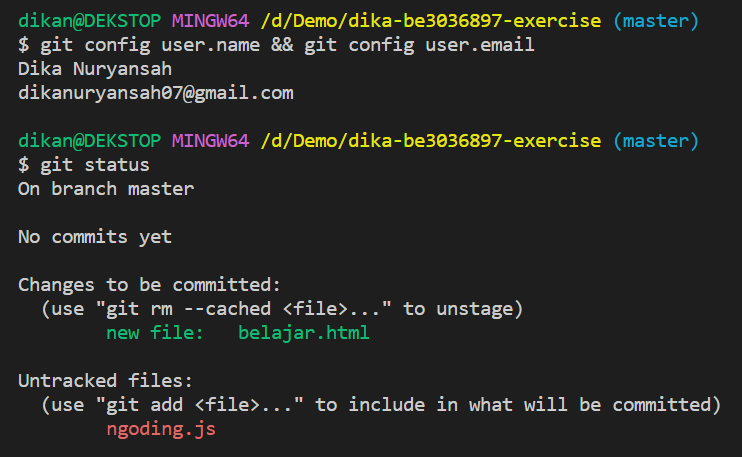 dikan@DEKSTOP MINGW64 /d/Demo/dika-be3036897-exercise (master)
$ git config user.name && git config user.email
Dika Nuryansah
dikanuryansah07@gmail.com
dikan@DEKSTOP MINGW64 /d/Demo/dika-be3036897-exercise (master)
$ git status
On branch master
No commits yet
Changes to be committed:
(use "git rm --cached <file>..." to unstage)
new file: belajar.html
Untracked files:
(use "git add <file>..." to include in what will be committed)
ngoding.js